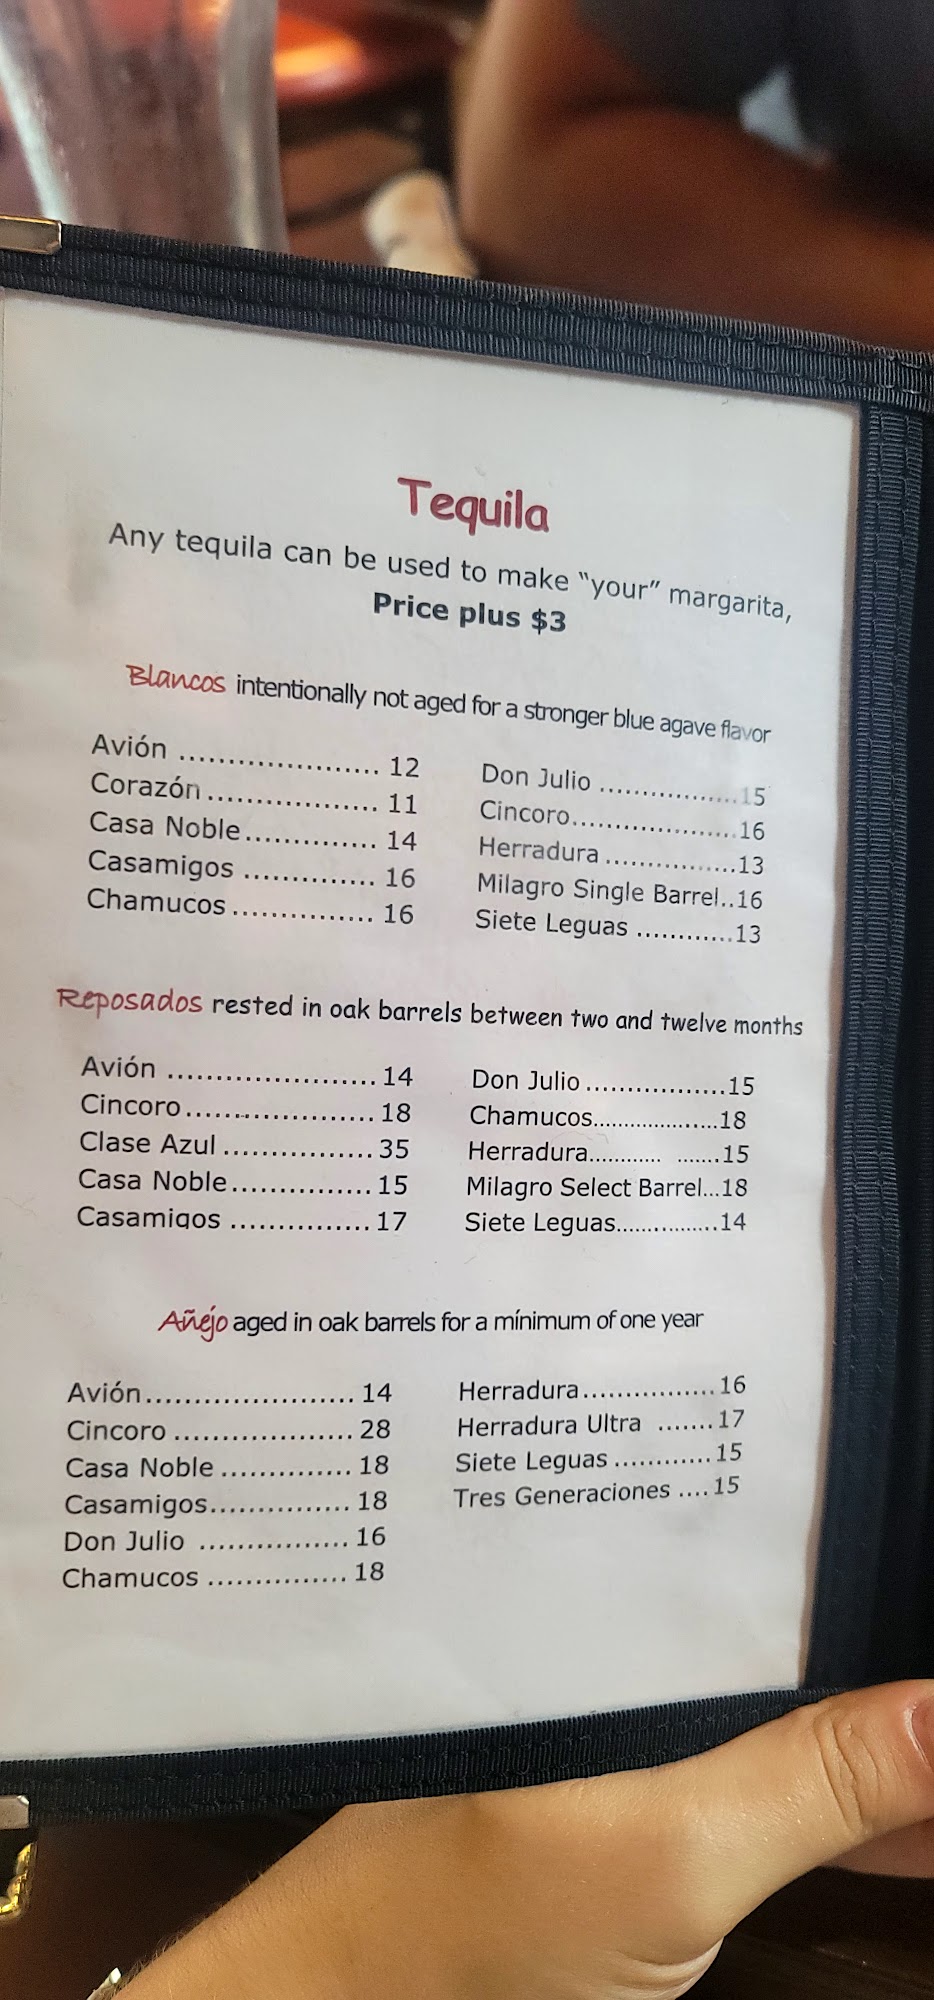 Tequila
Any tequila can be used to make “your” margarita,
Price plus $3
Blancos intentionally not aged for a stronger blue agave flavor
Avión ..................... 12
Corazón .................. 11
Casa Noble.............. 14
Casamigos .............. 16
Chamucos ............... 16
Don Julio .................15
Cincoro.....................16
Herradura ................13
Milagro Single Barrel..16
Siete Leguas ............13
Reposados rested in oak barrels between two and twelve months
Avión ...................... 14
Cincoro.................... 18
Clase Azul ................ 35
Casa Noble............... 15
Casamigos ............... 17
Don Julio .................15
Chamucos.....................18
Herradura............ .......15
Milagro Select Barrel...18
Siete Leguas................14
Añejo aged in oak barrels for a mínimum of one year
Avión...................... 14
Cincoro ................... 28
Casa Noble .............. 18
Casamigos............... 18
Don Julio ................ 16
Chamucos ............... 18
Herradura................. 16
Herradura Ultra .......17
Siete Leguas ............ 15
Tres Generaciones .... 15